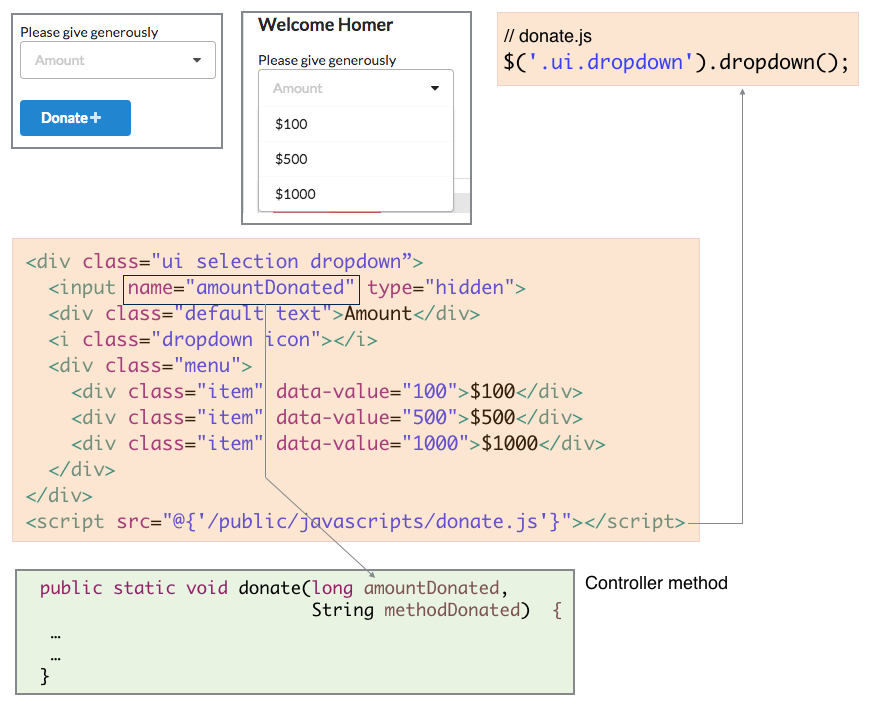 Please give generously
Amount
Donate+
Welcome Homer
Please give generously
Amount
$100
$500
$1000
// donate.js
$('.ui.dropdown').dropdown();
<div class="ui selection dropdown”>
<input name="amountDonated" type="hidden">
<div class="default text">Amount</div>
<i class="dropdown icon"></i>
<div class="menu">
<div class="item" data-value="100">$100</div>
<div class="item" data-value="500">$500</div>
<div class="item" data-value="1000">$1000</div>
</div>
</div>
<script src="@{'/public/javascripts/donate.js'}"></script>
public static void donate(long amountDonated,
String methodDonated) {
…
…
}
Controller method